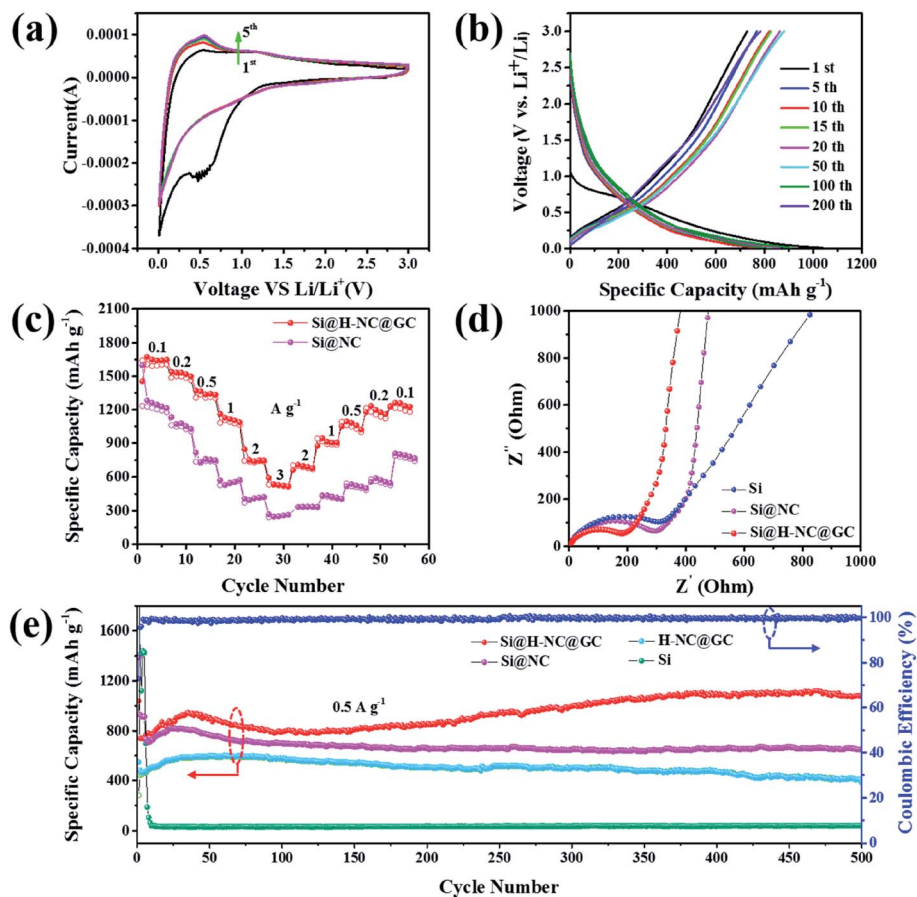 (a)
0.0001
0.0000
-0.0001
-0.0002
-0.0003
-0.0004
Current(A)
5th
1st
0.0 0.5 1.0 1.5 2.0 2.5 3.0
Voltage VS Li/Li+(V)
(b)
3.0
2.5
2.0
1.5
1.0
0.5
0.0
Voltage (V vs. Li+/Li)
1 st
5 th
10 th
15 th
20 th
50 th
100 th
200 th
0 200 400 600 800 1000 1200
Specific Capacity (mAh g-1)
(c)
2100
1800
1500
1200
900
600
300
0
Specific Capacity (mAh g-1)
Si@H-NC@GC
Si@NC
0.1
0.2
0.5
1
2
3
2
1
0.5
0.2
0.1
A g-1
0 10 20 30 40 50 60
Cycle Number
(d)
1000
800
600
400
200
0
Z'' (Ohm)
Si
Si@NC
Si@H-NC@GC
0 200 400 600 800 1000
Z' (Ohm)
(e)
1600
1200
800
400
0
Specific Capacity (mAh g-1)
Si@H-NC@GC
H-NC@GC
Si@NC
Si
0.5 A g-1
100
80
60
40
20
0
Coulombic Efficiency (%)
0 50 100 150 200 250 300 350 400 450 500
Cycle Number